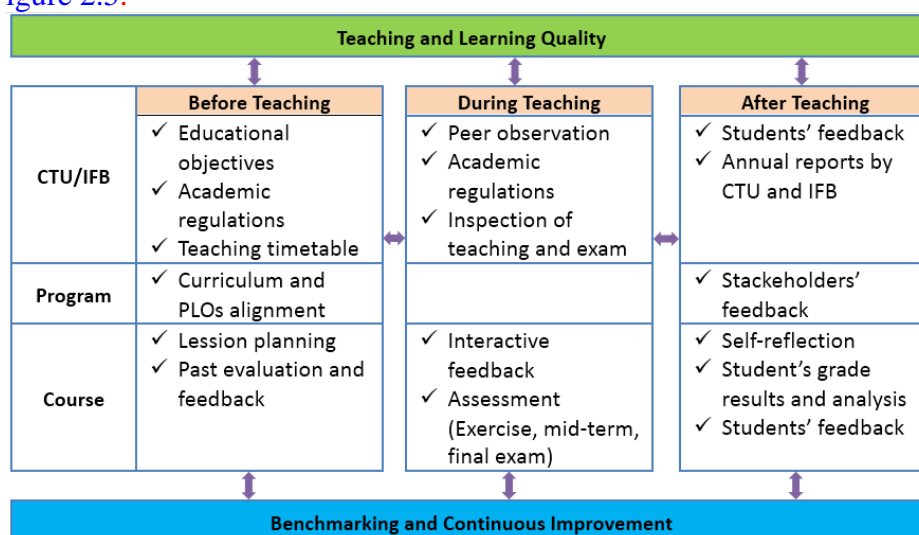 igure 2.3:
Teaching and Learning Quality
Before Teaching
During Teaching
After Teaching
CTU/IFB
✓ Educational
objectives
✓ Academic
regulations
✓ Teaching timetable
✓ Peer observation
✓ Academic
regulations
✓ Inspection of
teaching and exam
✓ Students' feedback
✓ Annual reports by
CTU and IFB
Program
✓ Curriculum and
PLOs alignment
✓ Stackeholders'
feedback
Course
✓ Lession planning
✓ Past evaluation and
feedback
✓ Interactive
feedback
✓ Assessment
(Exercise, mid-term,
final exam)
✓ Self-reflection
✓ Student's grade
results and analysis
✓ Students' feedback
Benchmarking and Continuous Improvement